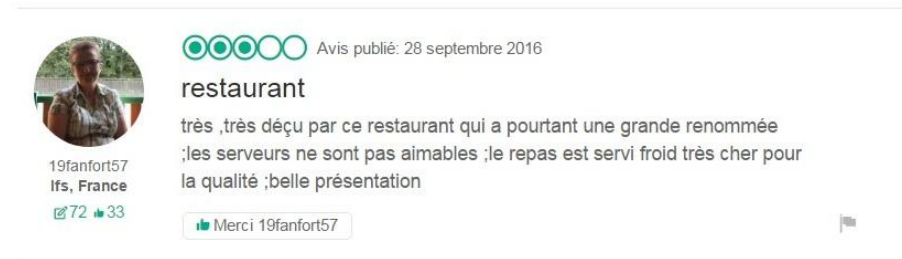 Avis publié: 28 septembre 2016
restaurant
très ,très déçu par ce restaurant qui a pourtant une grande renommée
;les serveurs ne sont pas aimables ;le repas est servi froid très cher pour
la qualité ;belle présentation
19fanfort57
Ifs, France
72 33
Merci 19fanfort57